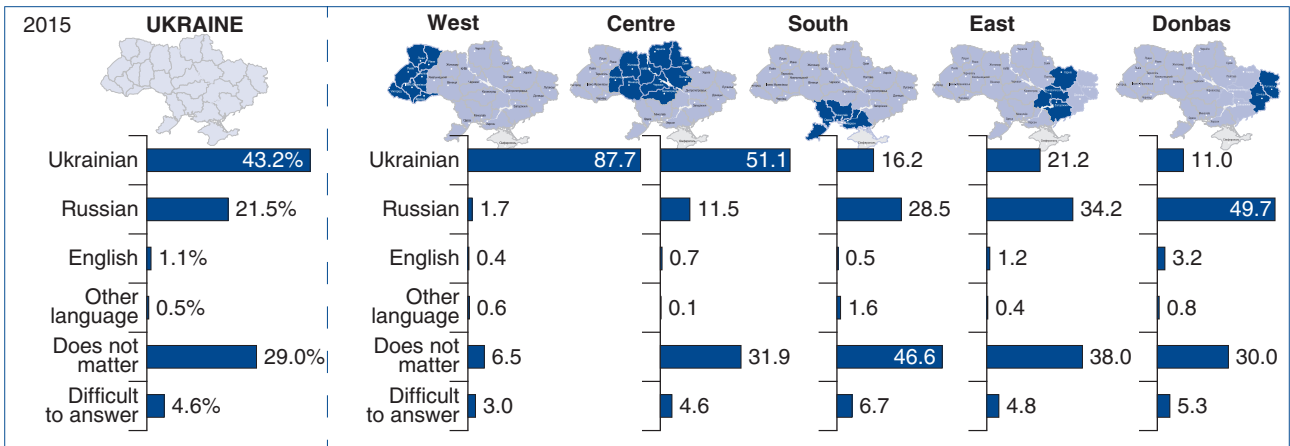 2015 UKRAINE West Centre South East Donbas
Ukrainian 43.2% Ukrainian 87.7 51.1 16.2 21.2 11.0
Russian 21.5% Russian 1.7 11.5 28.5 34.2 49.7
English 1.1% English 0.4 0.7 0.5 1.2 3.2
Other
language 0.5% Other
language 0.6 0.1 1.6 0.4 0.8
Does not
matter 29.0% Does not
matter 6.5 31.9 46.6 38.0 30.0
Difficult
to answer 4.6% Difficult
to answer 3.0 4.6 6.7 4.8 5.3